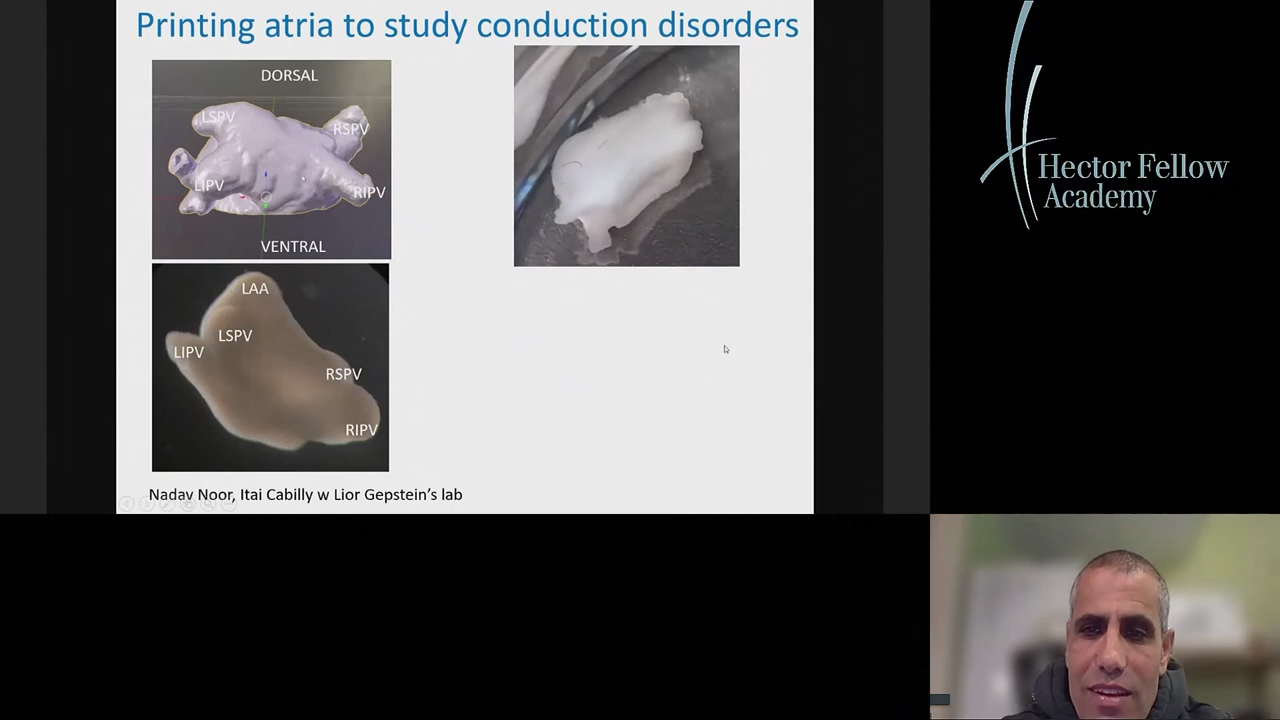 Printing atria to study conduction disorders
DORSAL
LSPV
RSPV
LIPV
RIPV
VENTRAL
LAA
LSPV
LIPV
RSPV
RIPV
Nadav Noor, Itai Cabilly w Lior Gepstein's lab
Hector Fellow
Academy